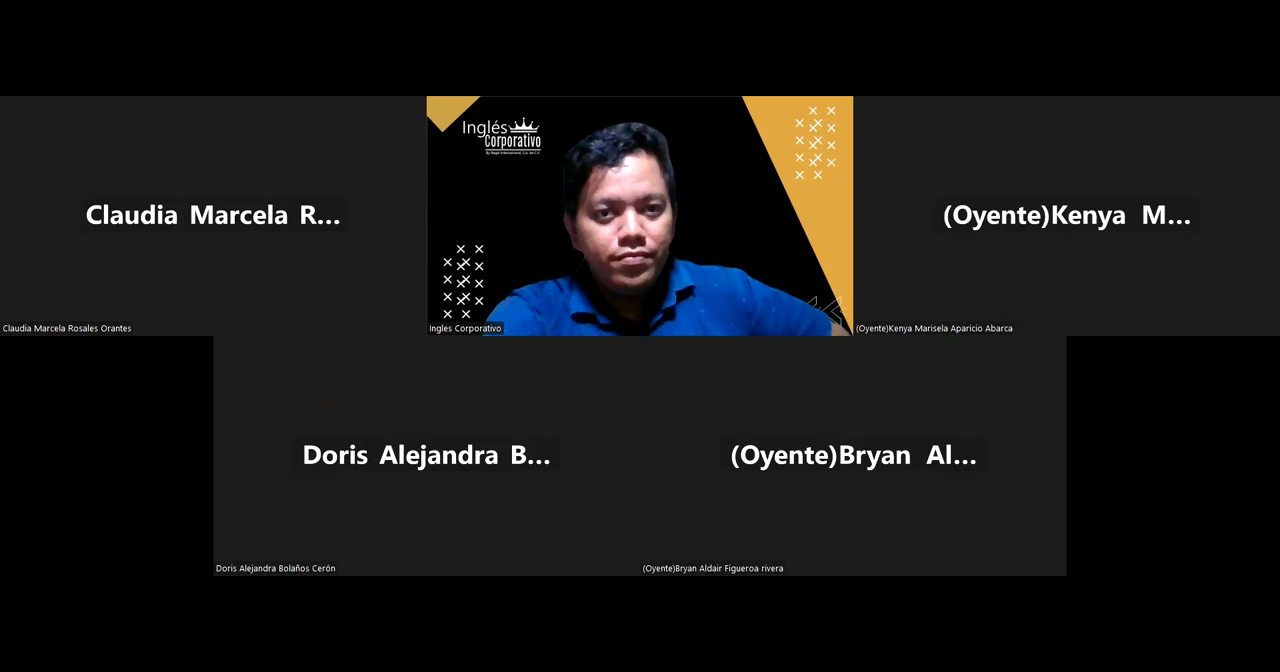 Claudia Marcela R...
Inglés
Corporativo
(Oyente)Kenya M...
Claudia Marcela Rosales Orantes
Ingles Corporativo
(Oyente)Kenya Marisela Aparicio Abarca
Doris Alejandra B...
(Oyente)Bryan Al...
Doris Alejandra Bolaños Cerón
(Oyente)Bryan Aldair Figueroa rivera